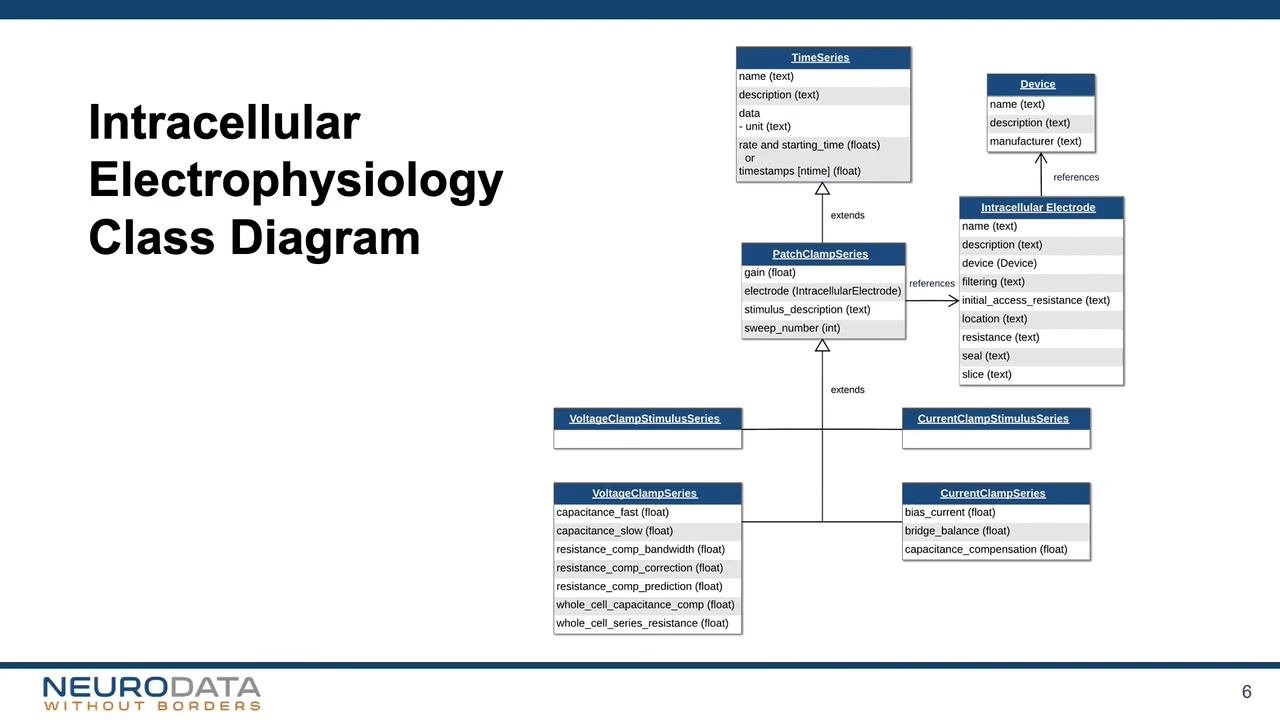 Intracellular
Electrophysiology
Class Diagram
TimeSeries
name (text)
description (text)
data
- unit (text)
rate and starting_time (floats)
or
timestamps [ntime] (float)
extends
Device
name (text)
description (text)
manufacturer (text)
references
PatchClampSeries
gain (float)
electrode (IntracellularElectrode)
stimulus_description (text)
sweep_number (int)
references
Intracellular Electrode
name (text)
description (text)
device (Device)
filtering (text)
initial_access_resistance (text)
location (text)
resistance (text)
seal (text)
slice (text)
extends
VoltageClampStimulusSeries
CurrentClampStimulusSeries
VoltageClampSeries
capacitance_fast (float)
capacitance_slow (float)
resistance_comp_bandwidth (float)
resistance_comp_correction (float)
resistance_comp_prediction (float)
whole_cell_capacitance_comp (float)
whole_cell_series_resistance (float)
CurrentClampSeries
bias_current (float)
bridge_balance (float)
capacitance_compensation (float)
NEURODATA
WITHOUT BORDERS
6